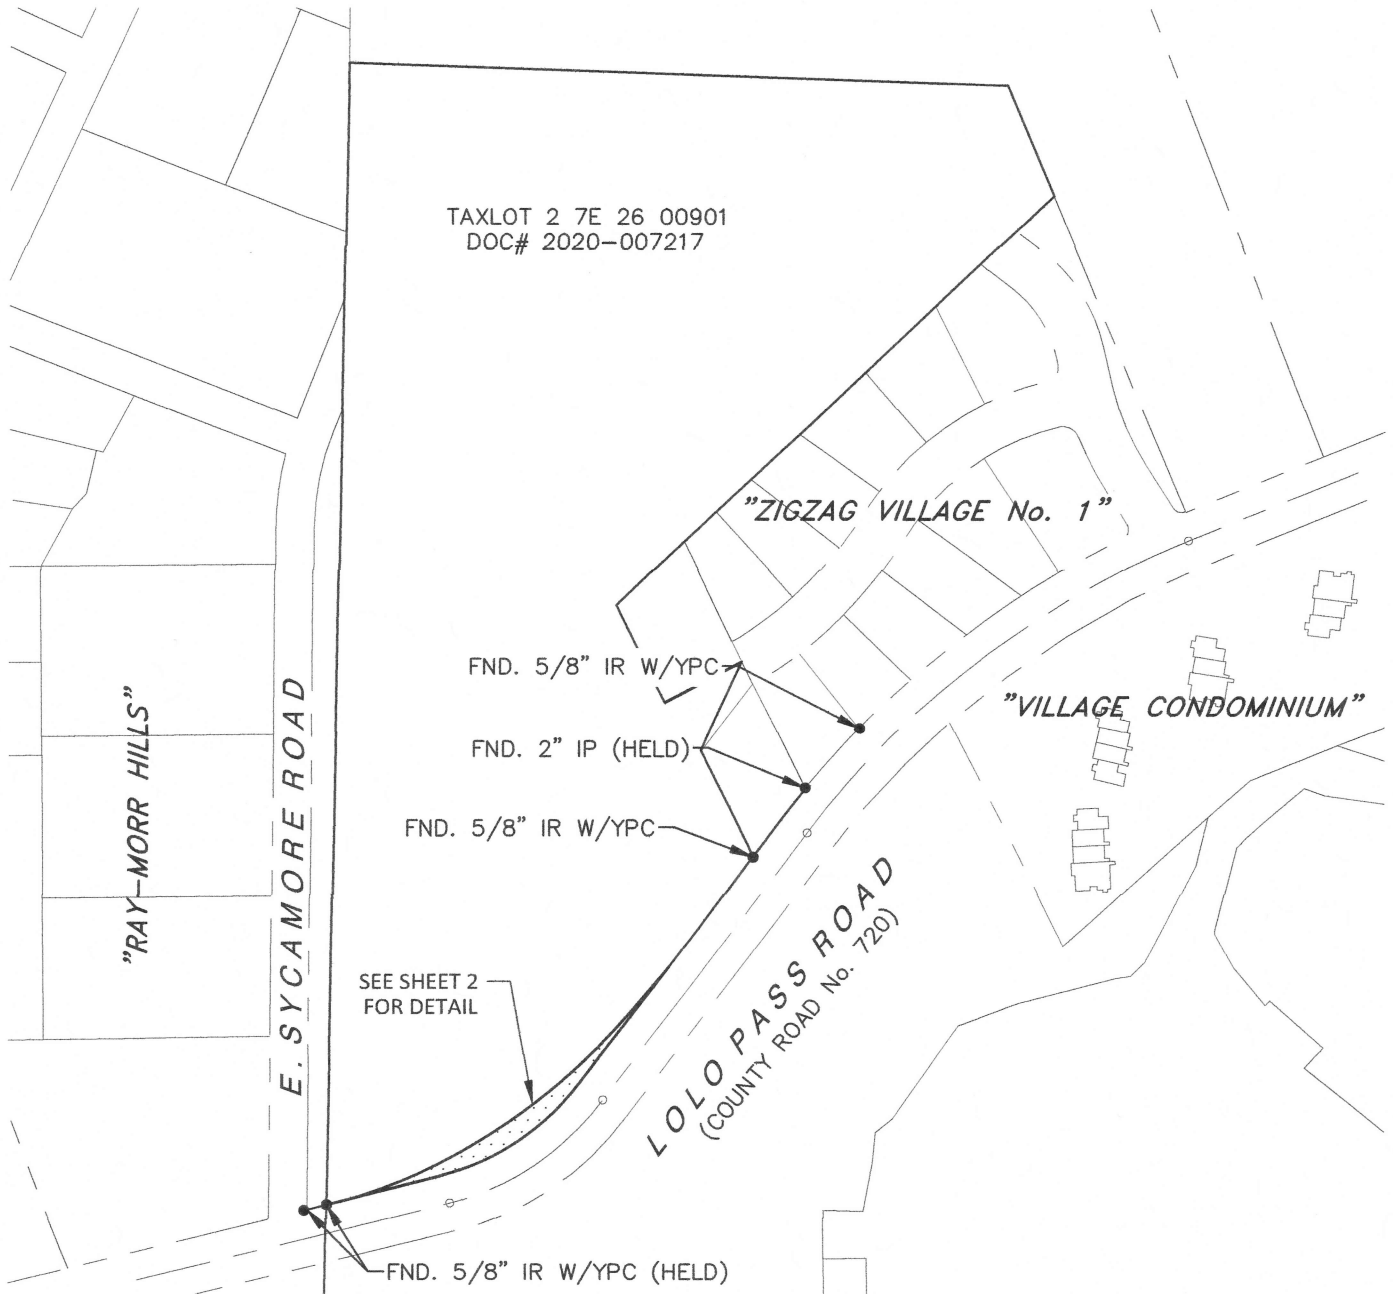 TAXLOT 2 7E 26 00901
DOC# 2020-007217
"ZIGZAG VILLAGE No. 1"
FND. 5/8" IR W/YPC
"VILLAGE CONDOMINIUM"
FND. 2" IP (HELD)
FND. 5/8" IR W/YPC
"RAY-MORR HILLS"
E. SYCAMORE ROAD
SEE SHEET 2
FOR DETAIL
LOLO PASS ROAD
(COUNTY ROAD No. 720)
FND. 5/8" IR W/YPC (HELD)